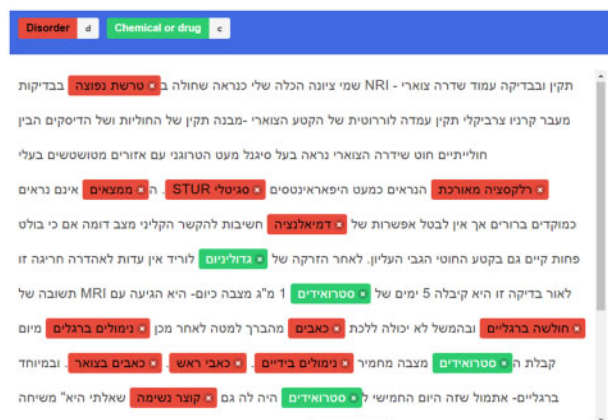 Disorder d Chemical or drug c
תקין ובבדיקה עמוד שדרה צוארי - NRI שמי ציונה הכלה שלי כנראה שחולה ב טרשת נפוצה בבדיקות
מעבר קרניו צרביקלי תקין עמדה לורדוטית של הקטע הצוארי -מבנה תקין של החוליות ושל הדיסקים הבין
חולייתיים חוט שידרה הצוארי נראה בעל סיגנל מעט הטרוגני עם אזורים מטושטשים בעלי
רלקסציה מאורכת הנראים כמעט היפאראינטסים סגיטלי STUR . ה ממצאים אינם נראים
כמוקדים ברורים אך אין לבטל אפשרות של דמיאלנציה חשיבות להקשר הקליני מצב דומה אם כי בולט
פחות קיים גם בקטע החוטי הגבי העליון. לאחר הזרקה של גדוליניום לוריד אין עדות לאהדרה חריגה זו
לאור בדיקה זו היא קיבלה 5 ימים של סטרואידים 1 מ"ג מצבה כיום- היא הגיעה עם MRI תשובה של
חולשה ברגליים ובהמשל לא יכולה ללכת כאבים מהברך למטה לאחר מכן נימולים ברגלים מיום
קבלת ה סטרואידים מצבה מחמיר נימולים בידיים . כאבי ראש . כאבים בצואר . ובמיוחד
ברגליים- אתמול שזה היום החמישי ל סטרואידים היה לה גם קוצר נשימה שאלתי היא" משיחה